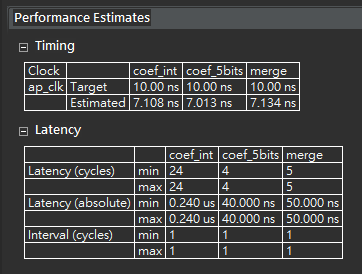 Performance Estimates
Timing
Clock coef_int coef_5bits merge
ap_clk Target 10.00 ns 10.00 ns 10.00 ns
Estimated 7.108 ns 7.013 ns 7.134 ns
Latency
coef_int coef_5bits merge
Latency (cycles) min 24 4 5
max 24 4 5
Latency (absolute) min 0.240 us 40.000 ns 50.000 ns
max 0.240 us 40.000 ns 50.000 ns
Interval (cycles) min 1 1 1
max 1 1 1